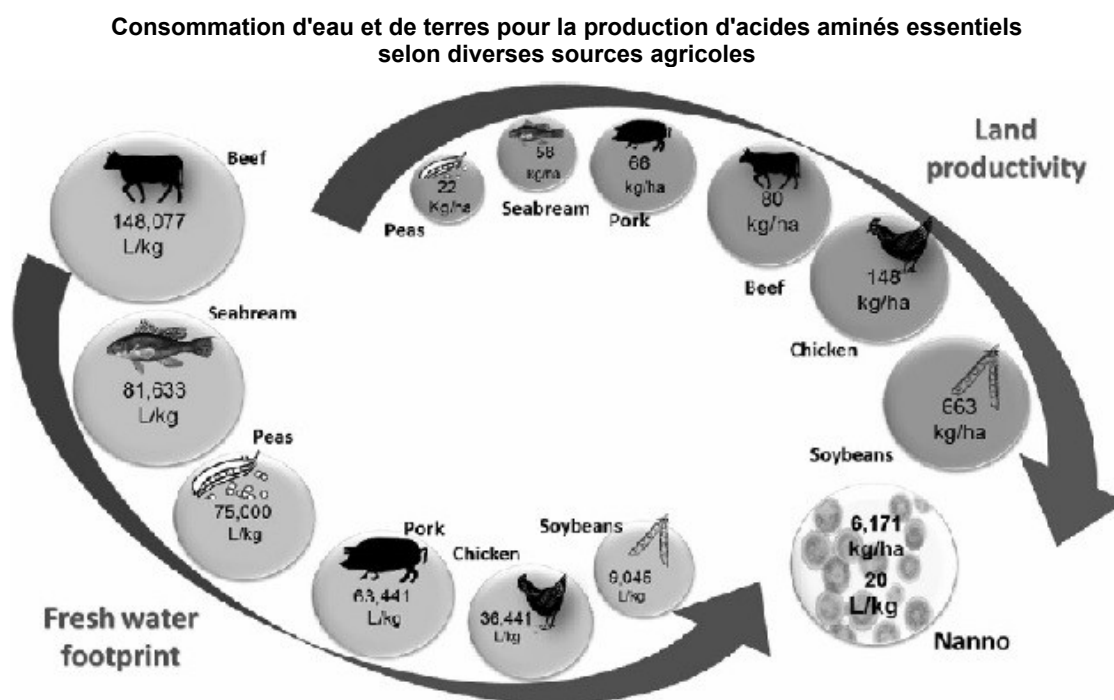 Consommation d'eau et de terres pour la production d'acides aminés essentiels
selon diverses sources agricoles
Land
productivity
Peas
22
Kg/ha
Seabream
58
kg/ha
Pork
66
kg/ha
Beef
80
kg/ha
Chicken
148
kg/ha
Soybeans
663
kg/ha
Beef
148,077
L/kg
Seabream
81,633
L/kg
Peas
75,000
L/kg
Pork
63,441
L/kg
Chicken
36,441
L/kg
Soybeans
9,045
L/kg
6,171
kg/ha
20
L/kg
Nanno
Fresh water
footprint